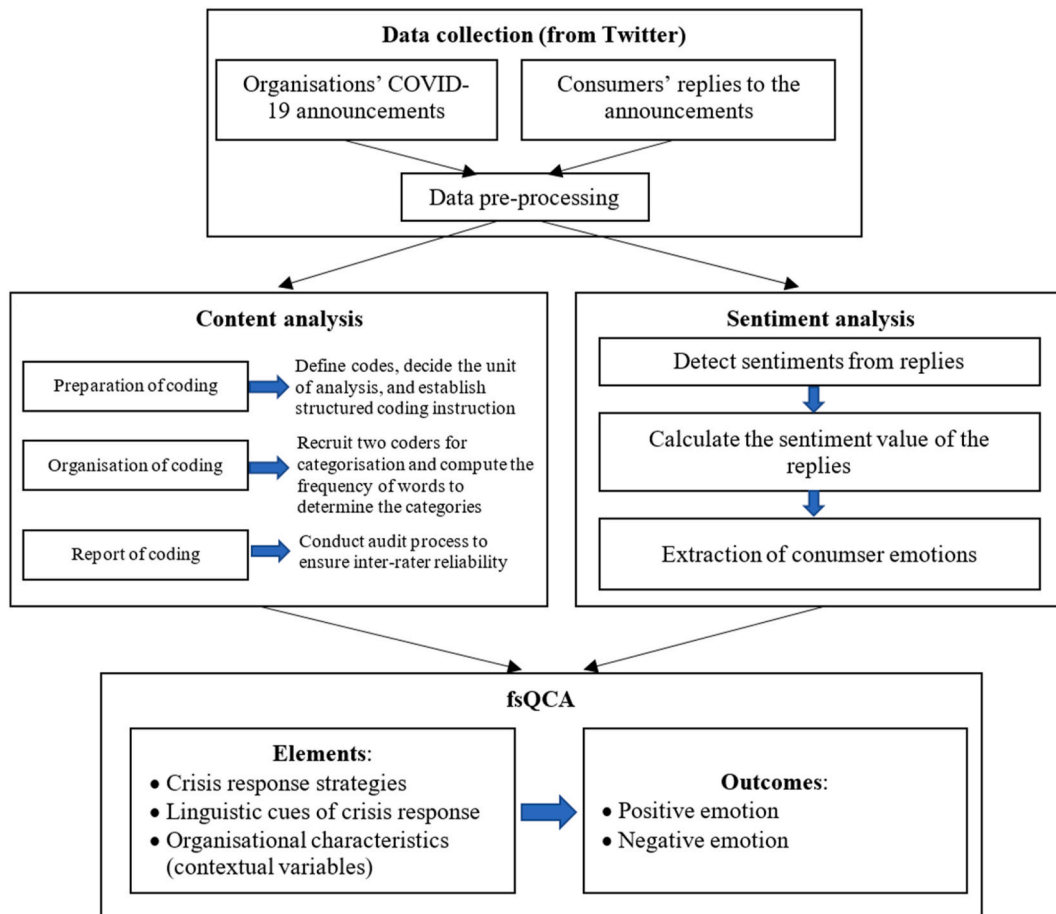 Data collection (from Twitter)
Organisations’ COVID-
19 announcements
Consumers’ replies to the
announcements
Data pre-processing
Content analysis
Preparation of coding
Define codes, decide the unit
of analysis, and establish
structured coding instruction
Organisation of coding
Recruit two coders for
categorisation and compute the
frequency of words to
determine the categories
Report of coding
Conduct audit process to
ensure inter-rater reliability
Sentiment analysis
Detect sentiments from replies
Calculate the sentiment value of the
replies
Extraction of conumser emotions
fsQCA
Elements:
• Crisis response strategies
• Linguistic cues of crisis response
• Organisational characteristics
(contextual variables)
Outcomes:
• Positive emotion
• Negative emotion